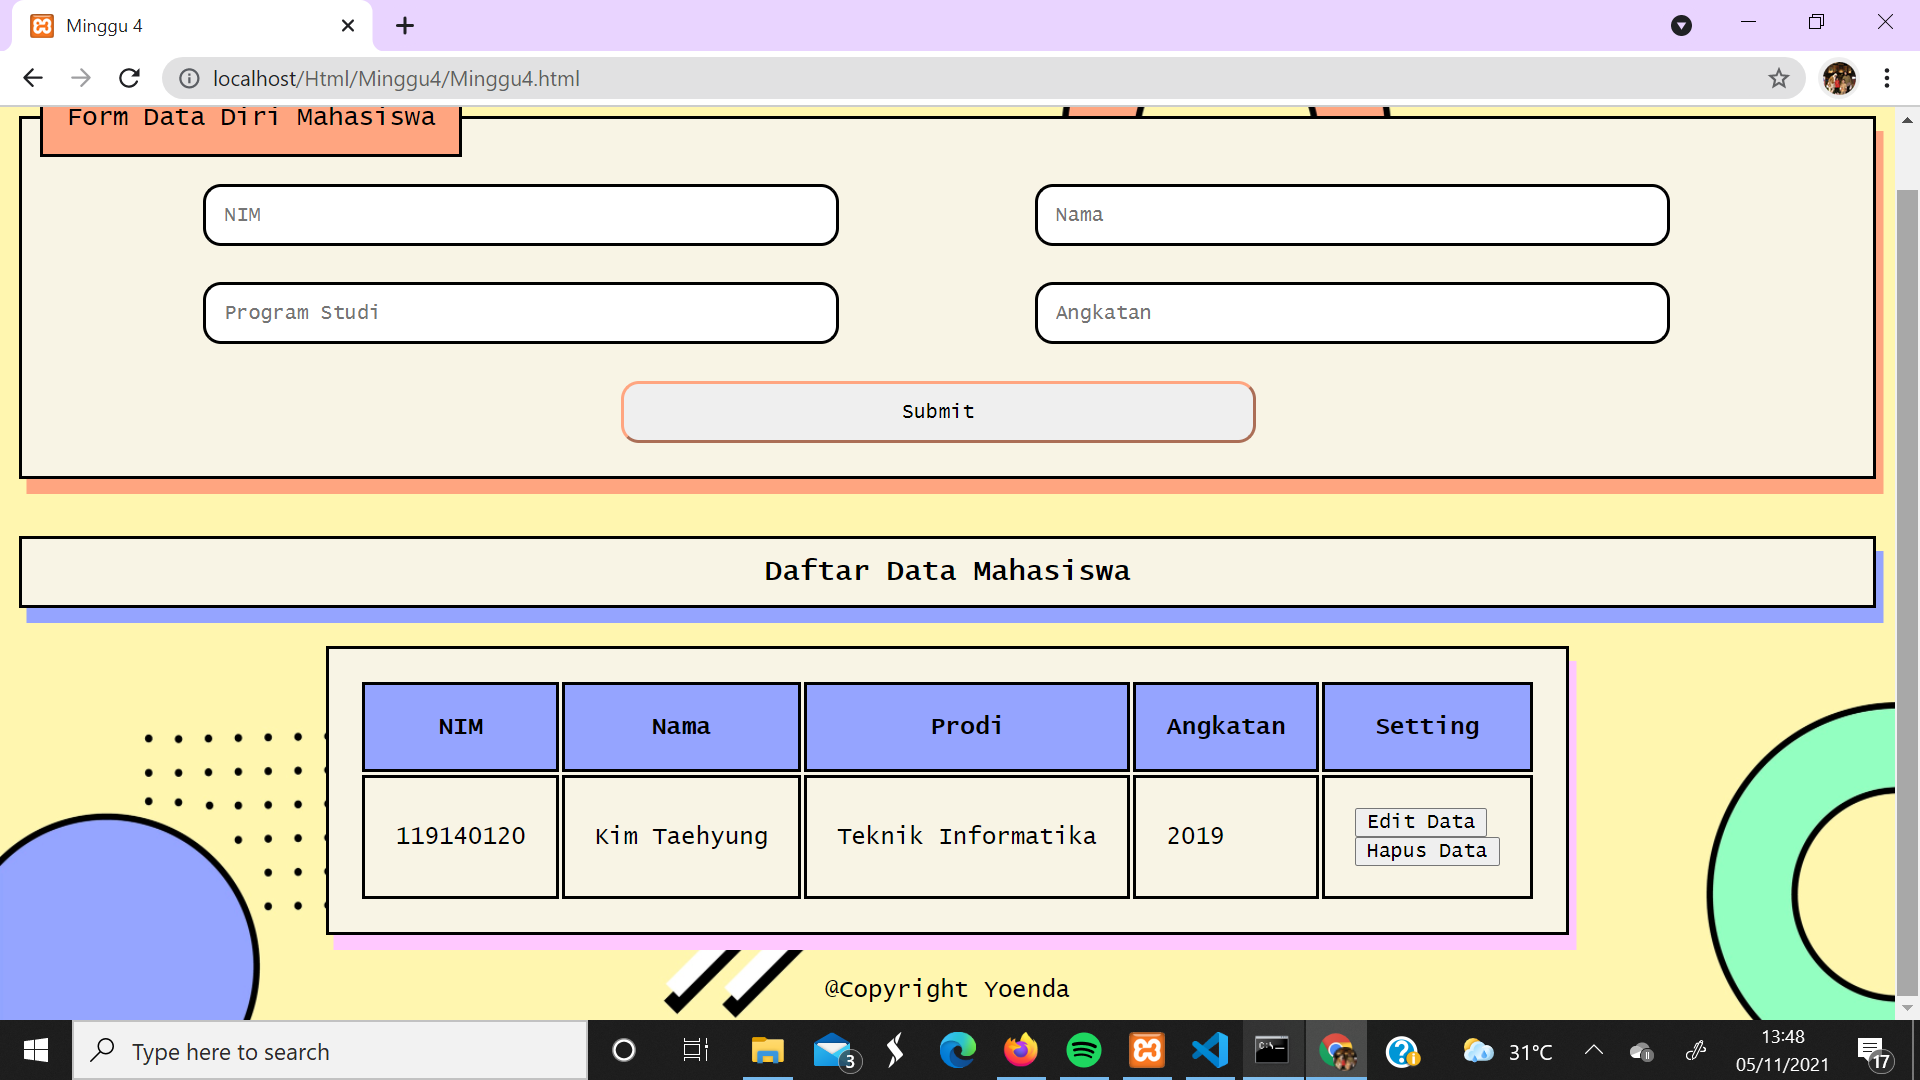 Minggu 4
localhost/Html/Minggu4/Minggu4.html
Form Data Diri Mahasiswa
NIM
Nama
Program Studi
Angkatan
Submit
Daftar Data Mahasiswa
NIM
Nama
Prodi
Angkatan
Setting
119140120
Kim Taehyung
Teknik Informatika
2019
Edit Data
Hapus Data
@Copyright Yoenda
Type here to search
3
31°C
13:48
05/11/2021
17